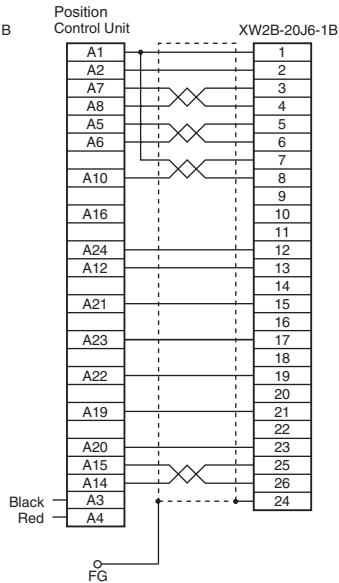 Position
B Control Unit XW2B-20J6-1B
A1 1
A2 2
A7 3
A8 4
A5 5
A6 6
7
A10 8
9
A16 10
11
A24 12
A12 13
14
A21 15
16
A23 17
18
A22 19
20
A19 21
22
A20 23
A15 25
A14 26
Black A3 24
Red A4
FG